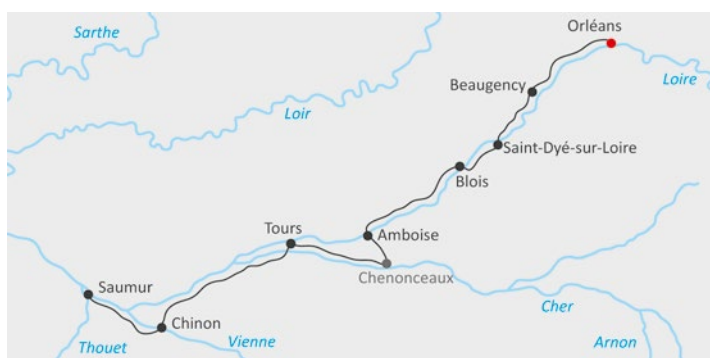 Orléans
Sarthe
Loire
Beaugency
Loir
Saint-Dyé-sur-Loire
Blois
Tours
Amboise
Chenonceaux
Saumur
Cher
Chinon
Vienne
Arnon
Thouet